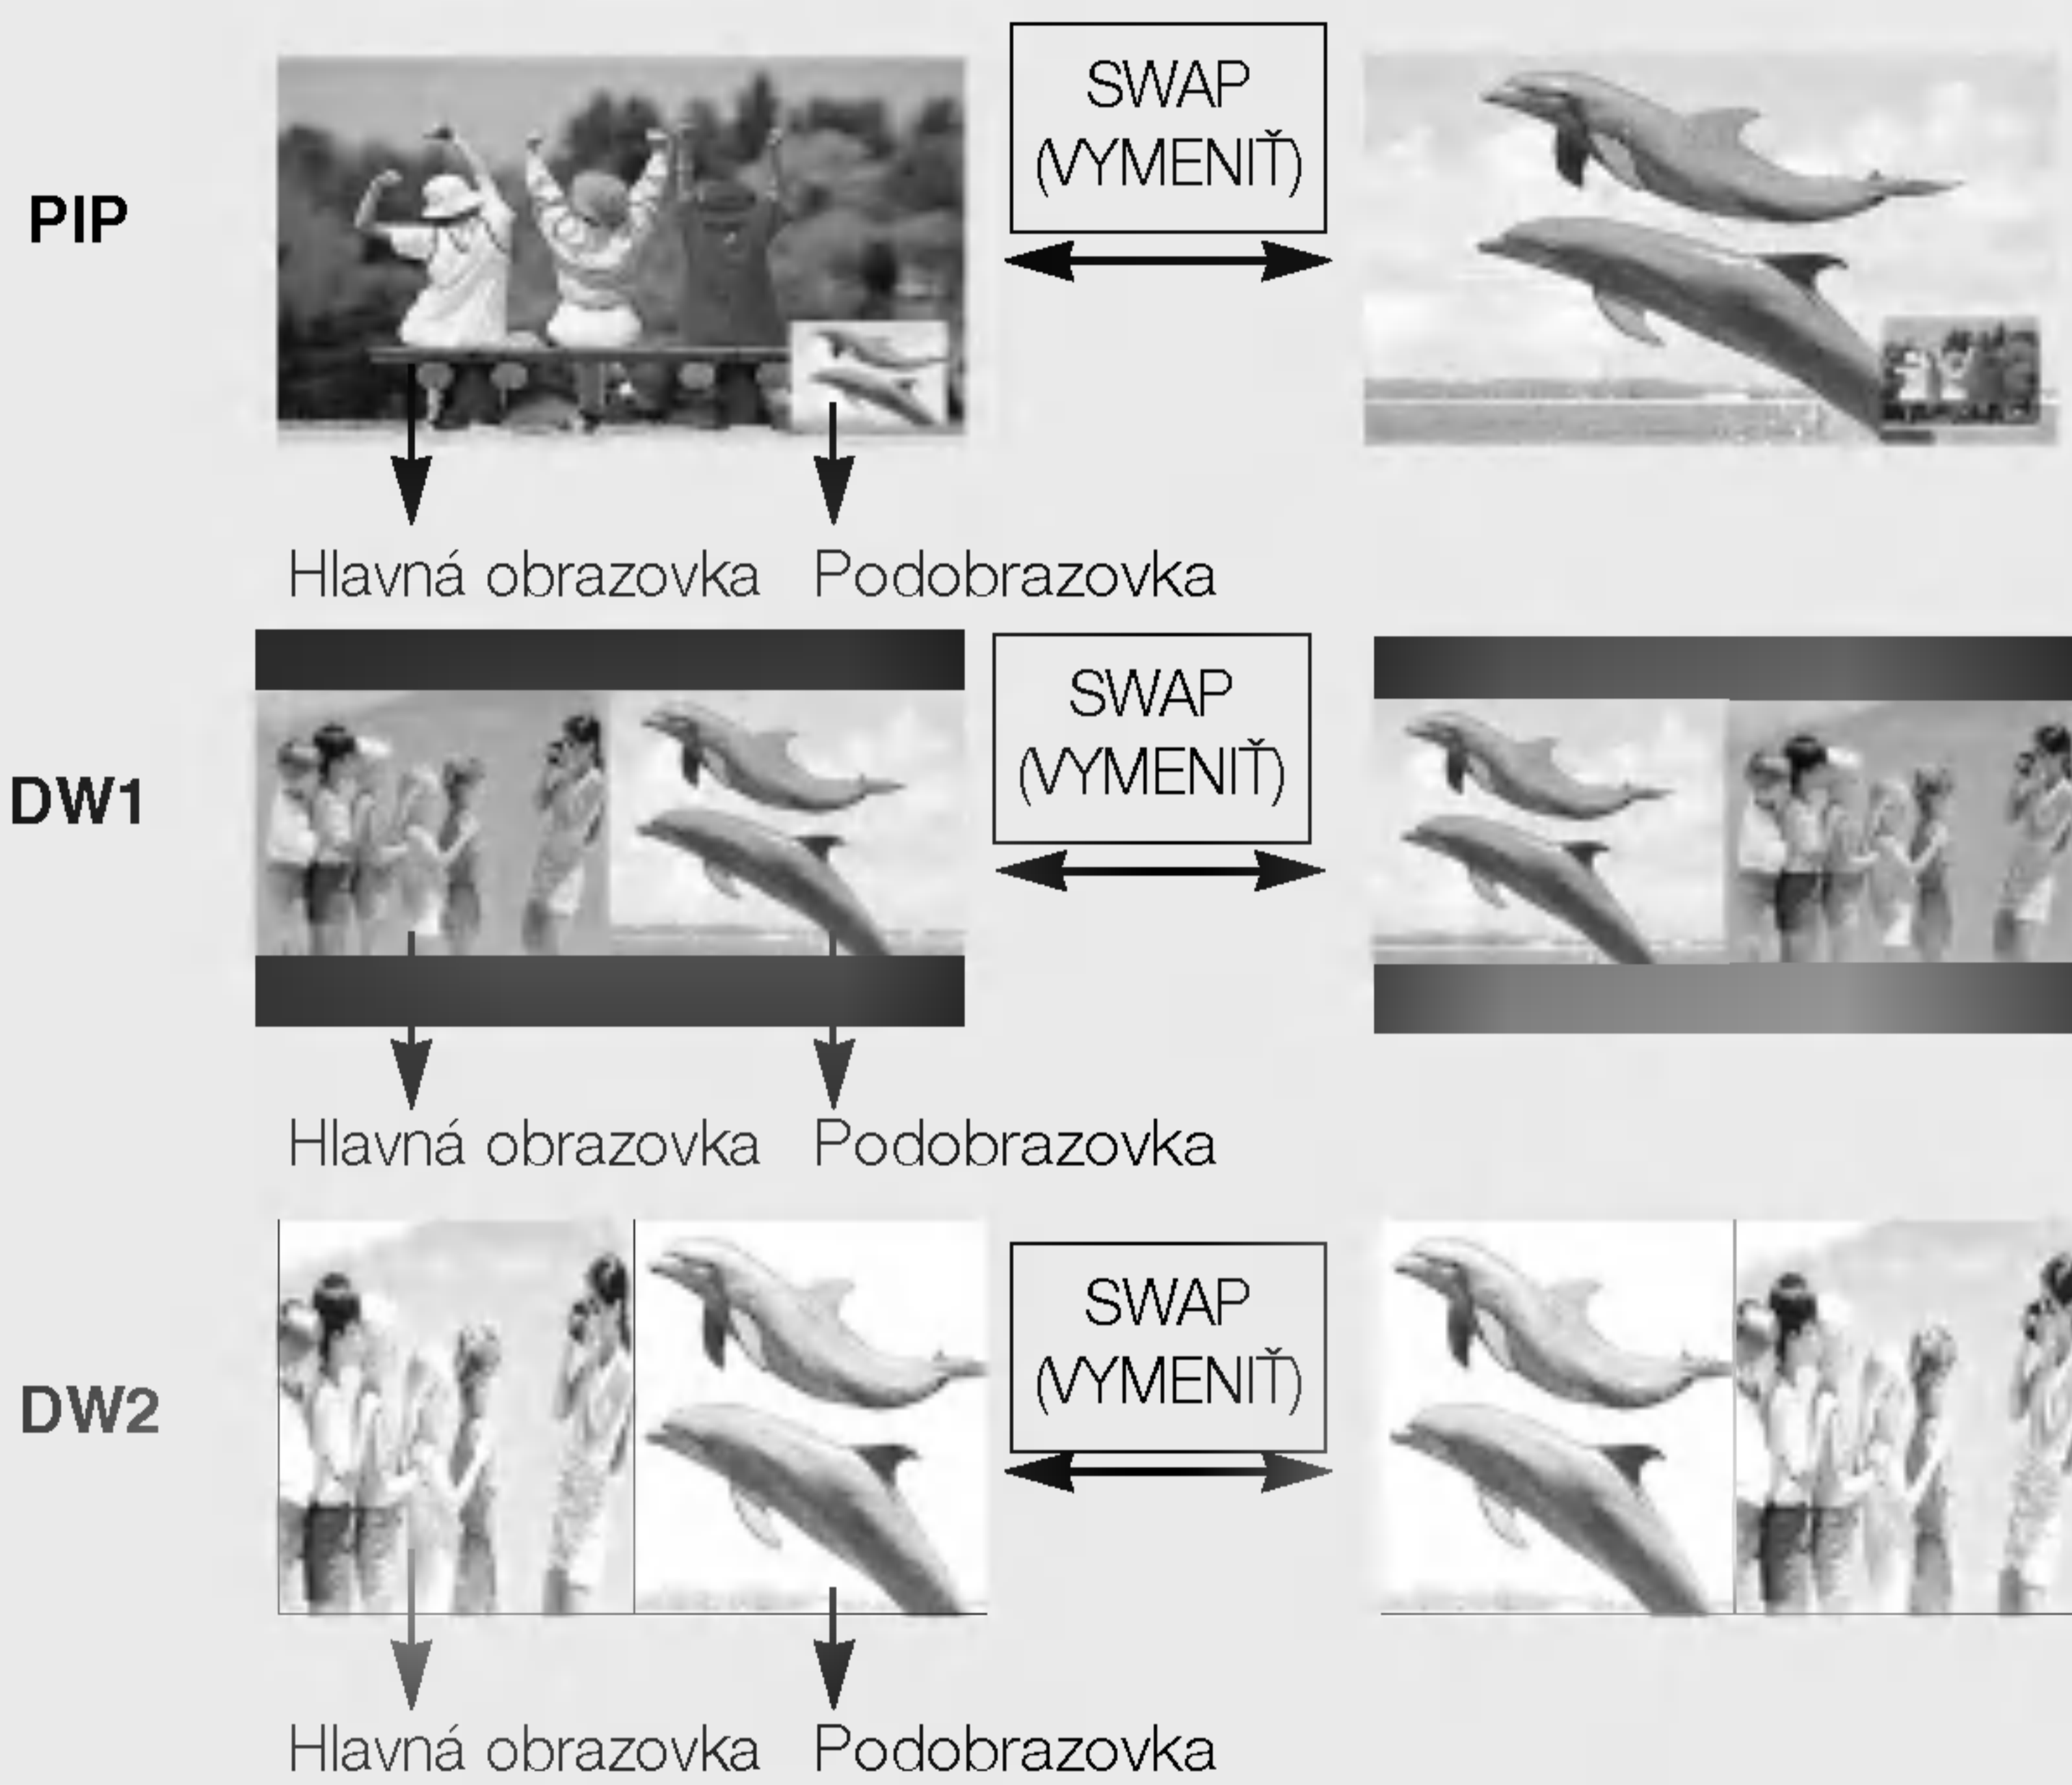 PIP
SWAP
(VYMENIŤ)
Hlavná obrazovka Podobrazovka
DW1
SWAP
(VYMENIŤ)
Hlavná obrazovka Podobrazovka
DW2
SWAP
(VYMENIŤ)
Hlavná obrazovka Podobrazovka